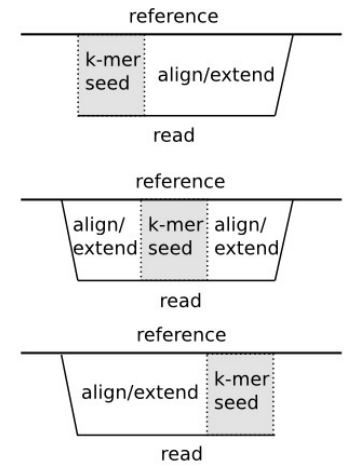 reference
k-mer
seed
align/extend
read
reference
align/
extend
k-mer
seed
align/
extend
read
reference
align/extend
k-mer
seed
read